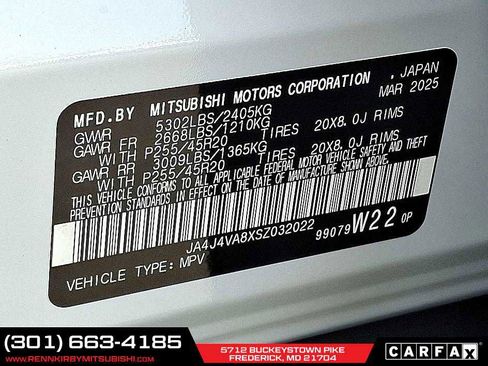 MFD.BY MITSUBISHI MOTORS CORPORATION, JAPAN
GVWR 5302LBS/2405KG MAR 2025
GAWR FR 2668LBS/1210KG
WITH P255/45R20 TIRES 20X8.0J RIMS
GAWR RR 3009LBS/1365KG
WITH P255/45R20 TIRES 20X8.0J RIMS
THIS VEHICLE CONFORMS TO ALL APPLICABLE FEDERAL MOTOR VEHICLE SAFETY AND THEFT
PREVENTION STANDARDS IN EFFECT ON THE DATE OF MANUFACTURE SHOWN ABOVE.
JA4J4VA8XSZ032022
99079 W22 0P
VEHICLE TYPE: MPV
(301) 663-4185
WWW.RENNKIRBYMITSUBISHI.COM
5712 BUCKEYSTOWN PIKE
FREDERICK, MD 21704
CARFAX